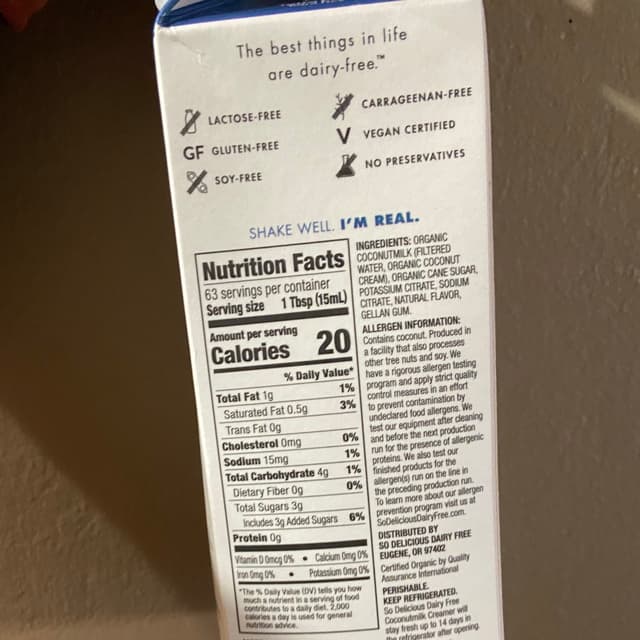 The best things in life
are dairy-free.™
LACTOSE-FREE
CARRAGEENAN-FREE
GF GLUTEN-FREE
V VEGAN CERTIFIED
SOY-FREE
NO PRESERVATIVES
SHAKE WELL. I'M REAL.
Nutrition Facts
63 servings per container
Serving size 1 Tbsp (15mL)
Amount per serving
Calories 20
% Daily Value*
Total Fat 1g 1%
Saturated Fat 0.5g 3%
Trans Fat 0g
Cholesterol 0mg 0%
Sodium 15mg 1%
Total Carbohydrate 4g 1%
Dietary Fiber 0g 0%
Total Sugars 3g
Includes 3g Added Sugars 6%
Protein 0g
Vitamin D 0mcg 0% • Calcium 0mg 0%
Iron 0mg 0% • Potassium 0mg 0%
*The % Daily Value (DV) tells you how
much a nutrient in a serving of food
contributes to a daily diet. 2,000
calories a day is used for general
nutrition advice.
INGREDIENTS: ORGANIC
COCONUTMILK (FILTERED
WATER, ORGANIC COCONUT
CREAM), ORGANIC CANE SUGAR,
POTASSIUM CITRATE, SODIUM
CITRATE, NATURAL FLAVOR,
GELLAN GUM.
ALLERGEN INFORMATION:
Contains coconut. Produced in
a facility that also processes
other tree nuts and soy. We
have a rigorous allergen testing
program and apply strict quality
control measures in an effort
to prevent contamination by
undeclared food allergens. We
test our equipment after cleaning
and before the next production
run for the presence of allergenic
proteins. We also test our
finished products for the
allergen(s) run on the line in
the preceding production run.
To learn more about our allergen
prevention program visit us at
SoDeliciousDairyFree.com.
DISTRIBUTED BY
SO DELICIOUS DAIRY FREE
EUGENE, OR 97402
Certified Organic by Quality
Assurance International
PERISHABLE.
KEEP REFRIGERATED.
So Delicious Dairy Free
Coconutmilk Creamer will
stay fresh up to 14 days in
the refrigerator after opening.